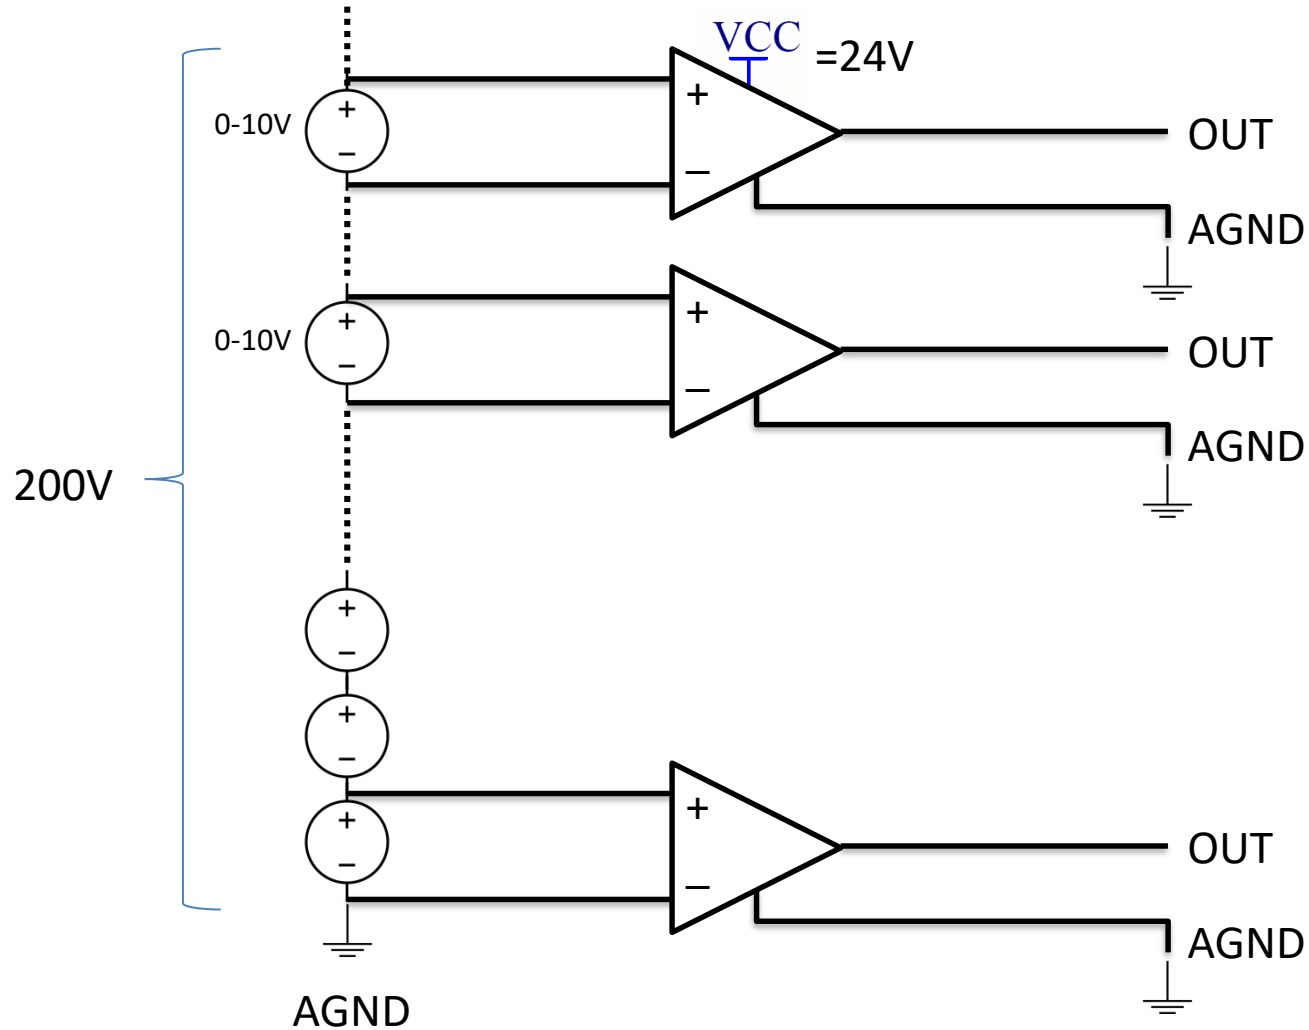 VCC =24V
+
0-10V
+
−
−
OUT
AGND
+
0-10V
+
−
−
OUT
AGND
200V
+
−
+
−
+
+
−
−
OUT
AGND
AGND